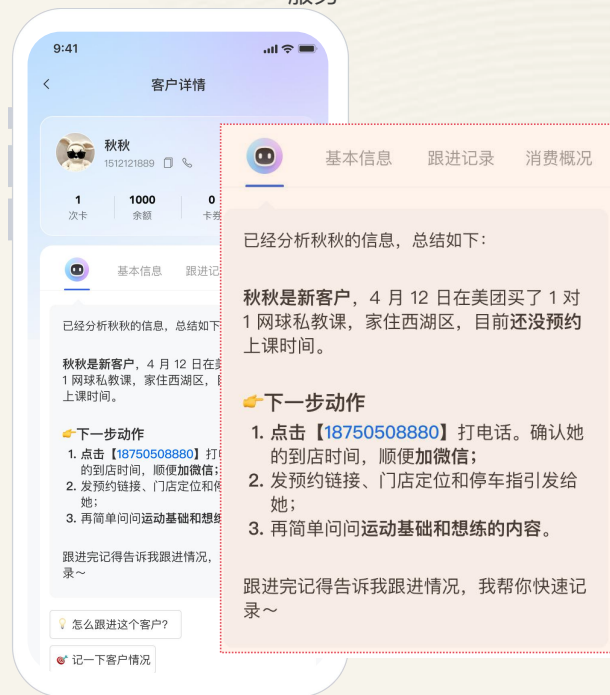 服务
9:41
客户详情
秋秋
1512121889
1
1000
0
次卡
余额
卡券
基本信息
跟进记
已经分析秋秋的信息，总结如下
秋秋是新客户，4 月 12 日在美
1 网球私教课，家住西湖区，
上课时间。
👉下一步动作
1. 点击【18750508880】打
的到店时间，顺便加微信；
2. 发预约链接、门店定位和停
她；
3. 再简单问问运动基础和想练
跟进完记得告诉我跟进情况，
录～
💡 怎么跟进这个客户？
🎯 记一下客户情况
基本信息 跟进记录 消费概况
已经分析秋秋的信息，总结如下：
秋秋是新客户，4 月 12 日在美团买了 1 对
1 网球私教课，家住西湖区，目前还没预约
上课时间。
👉下一步动作
1. 点击【18750508880】打电话。确认她
的到店时间，顺便加微信；
2. 发预约链接、门店定位和停车指引发给
她；
3. 再简单问问运动基础和想练的内容。
跟进完记得告诉我跟进情况，我帮你快速记
录～